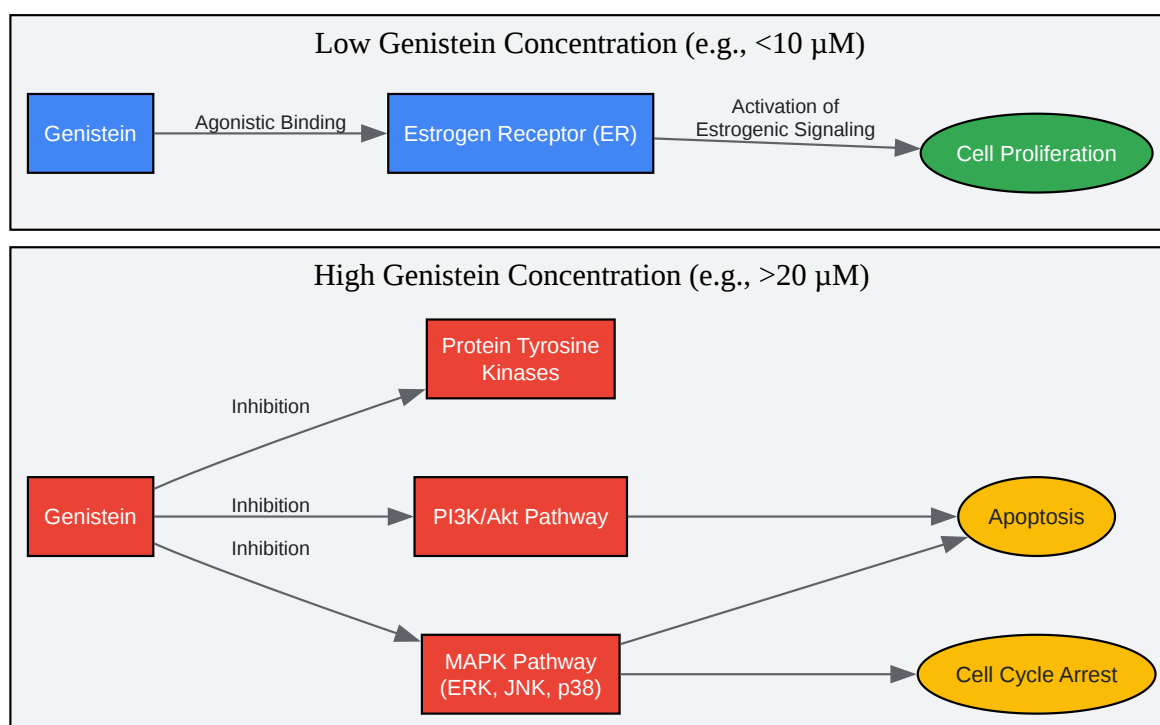 Low Genistein Concentration (e.g., <10 µM)
Genistein
Agonistic Binding
Estrogen Receptor (ER)
Activation of
Estrogenic Signaling
Cell Proliferation
High Genistein Concentration (e.g., >20 µM)
Protein Tyrosine
Kinases
Inhibition
Genistein
Inhibition
PI3K/Akt Pathway
Apoptosis
Inhibition
MAPK Pathway
(ERK, JNK, p38)
Cell Cycle Arrest